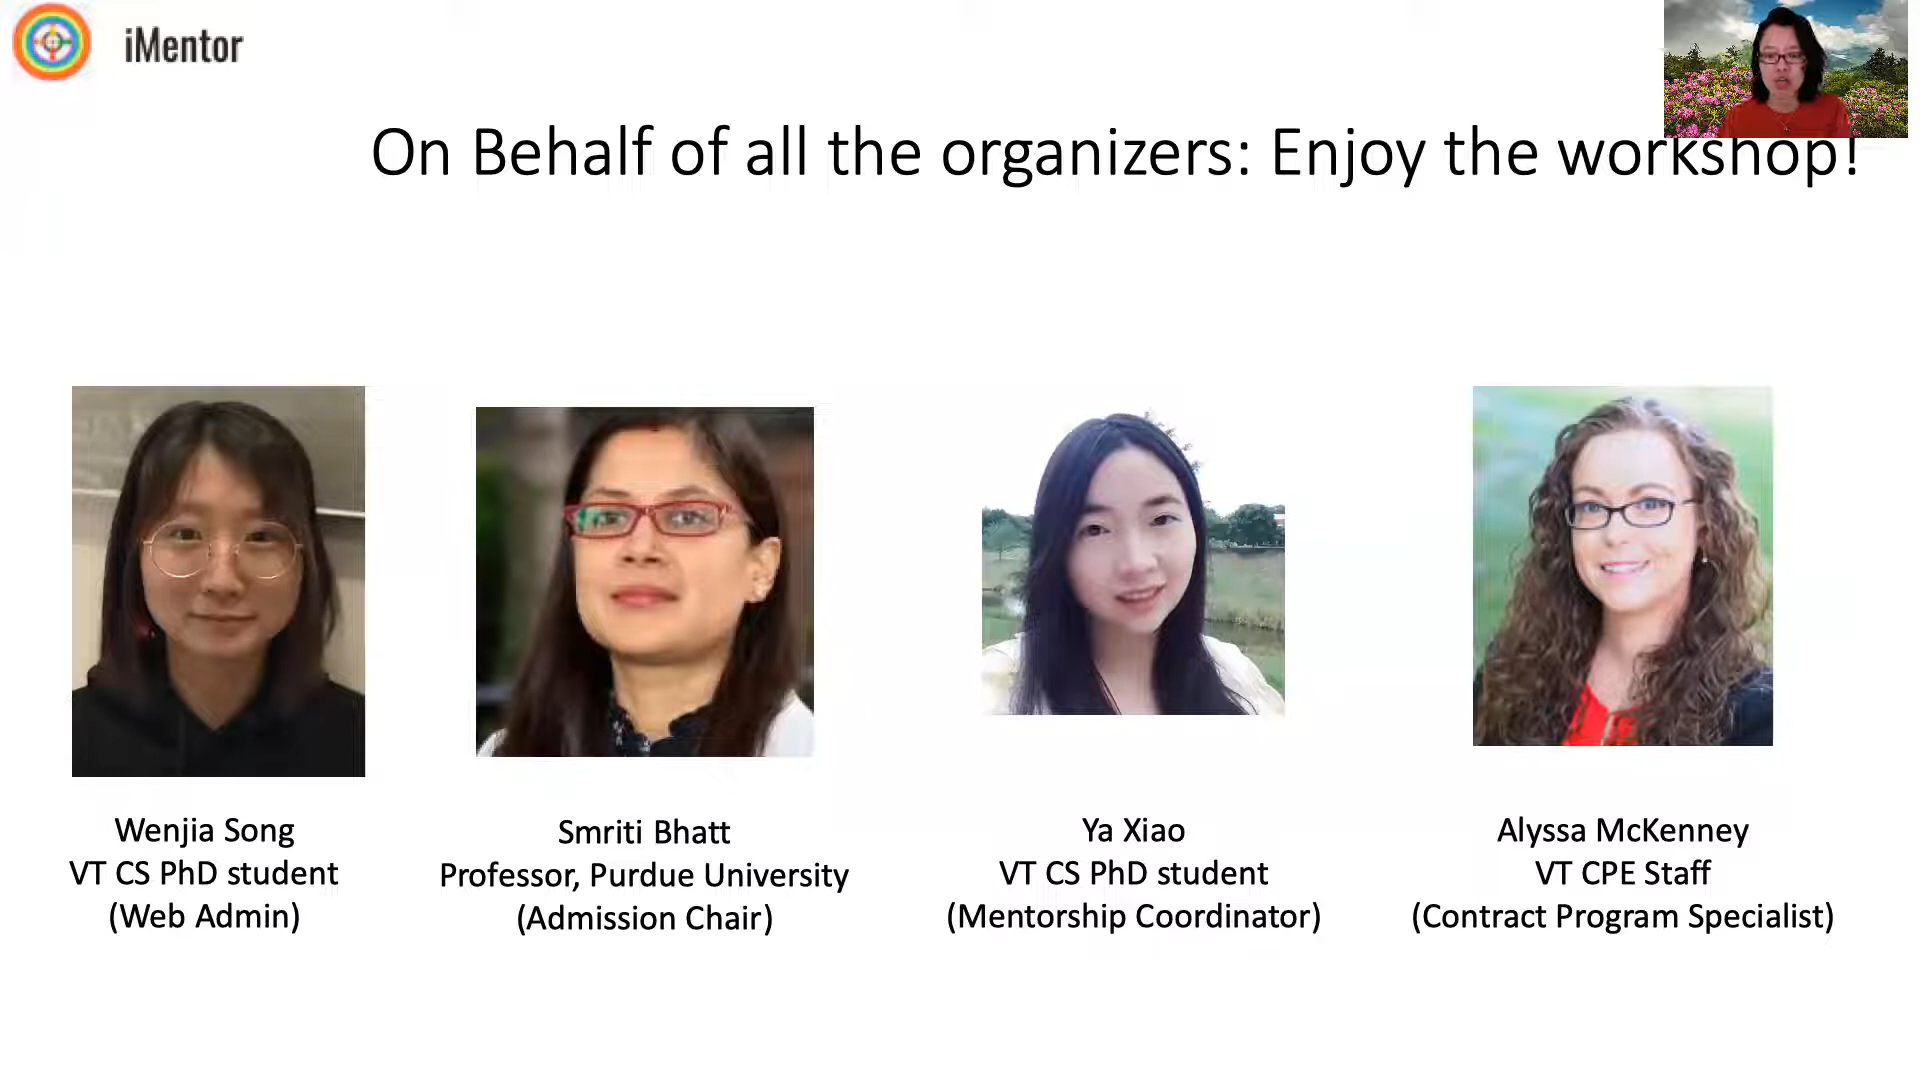 iMentor
On Behalf of all the organizers: Enjoy the workshop!
Wenjia Song
VT CS PhD student
(Web Admin)
Smriti Bhatt
Professor, Purdue University
(Admission Chair)
Ya Xiao
VT CS PhD student
(Mentorship Coordinator)
Alyssa McKenney
VT CPE Staff
(Contract Program Specialist)